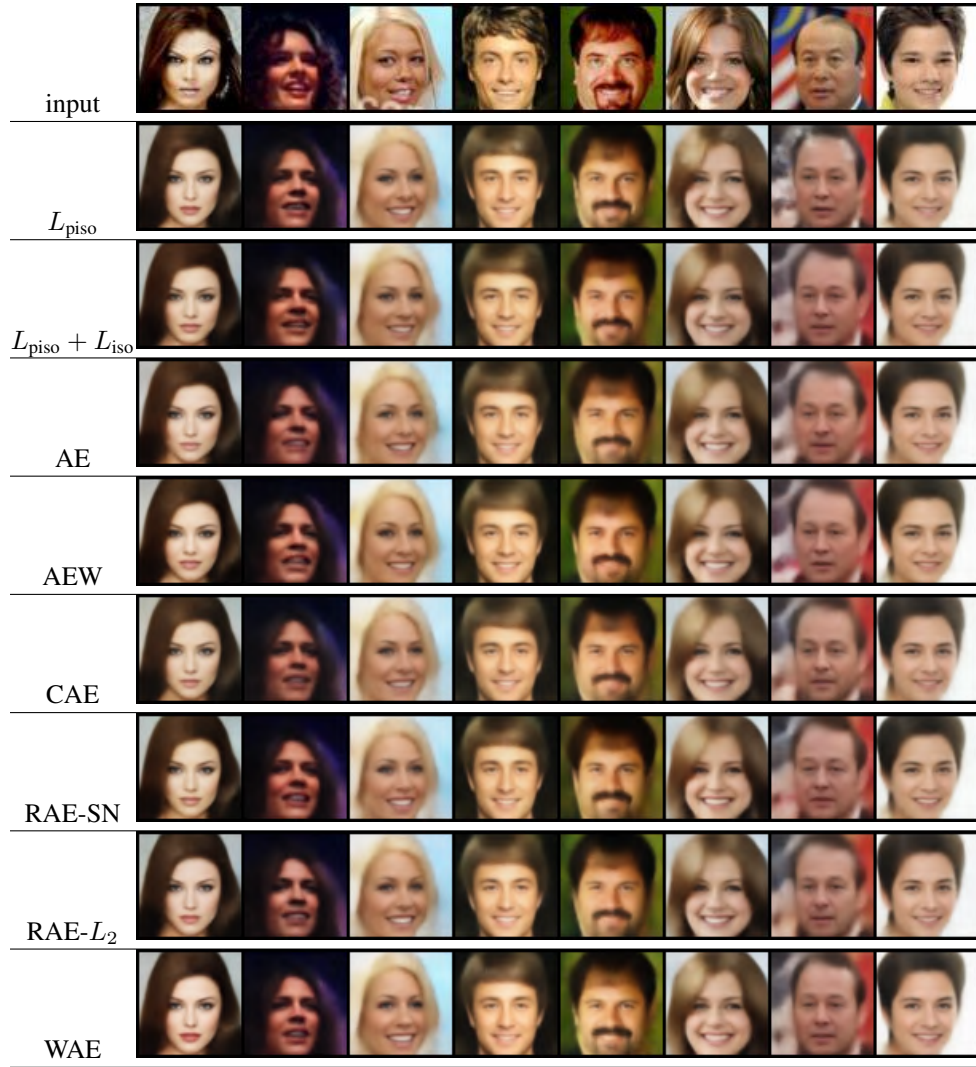 input
L_piso
L_piso + L_iso
AE
AEW
CAE
RAE-SN
RAE-L_2
WAE